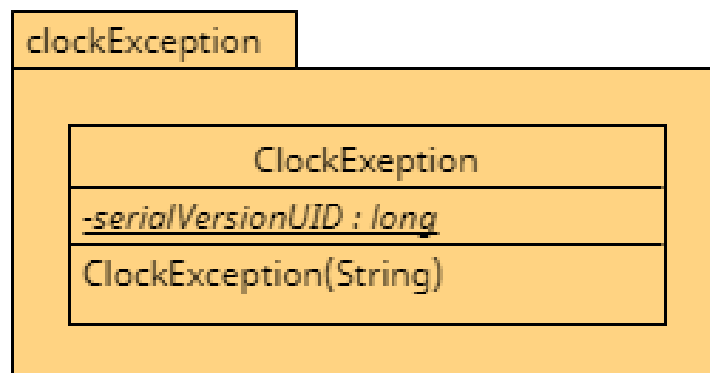 clockException
ClockExeption
-serialVersionUID : long
ClockException(String)